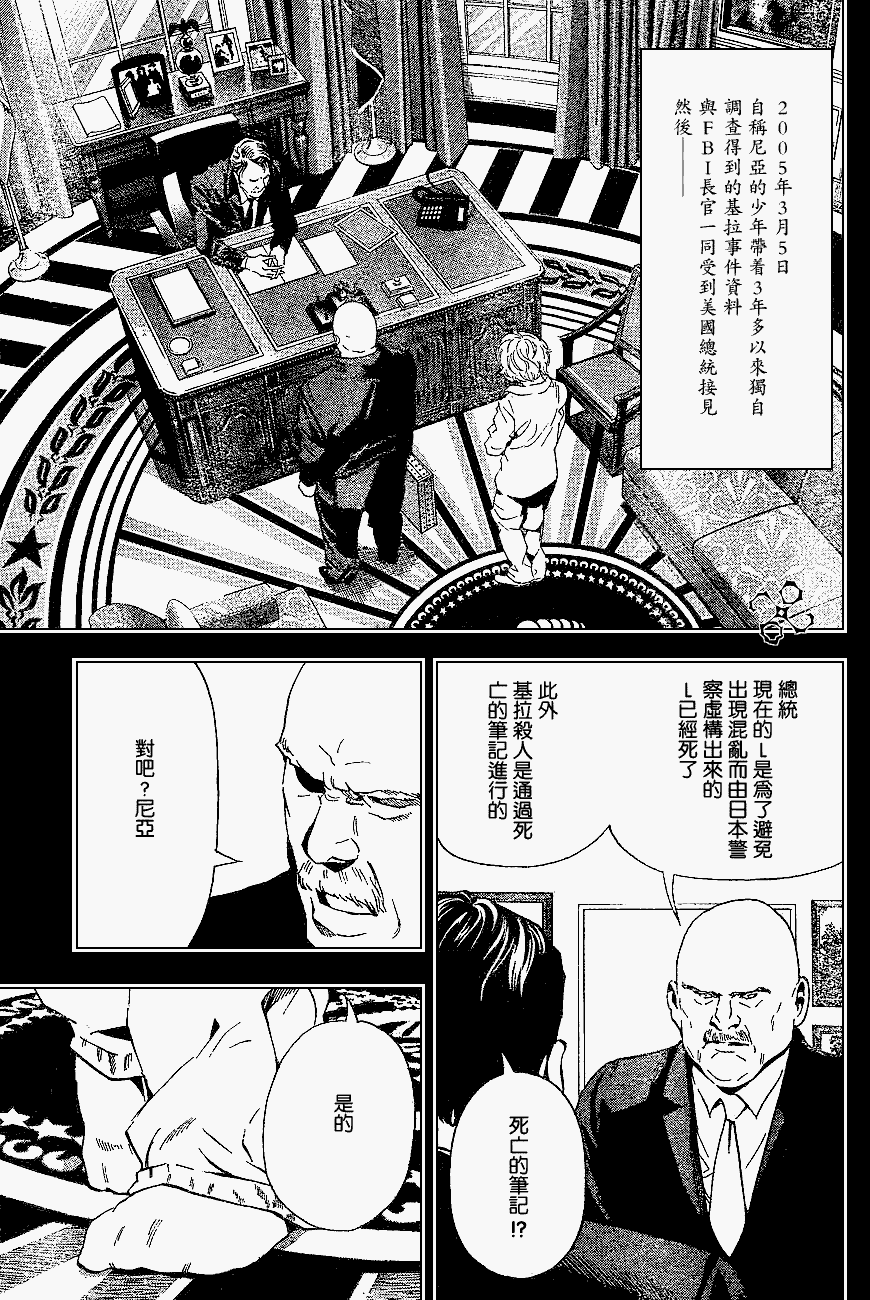 2005年3月5日
自稱尼亞的少年帶着3年多以來獨自
調查得到的基拉事件資料
與FBI長官一同受到美國總統接見
然後——
總統
現在的L是爲了避免
出現混亂而由日本警
察虛構出來的
L已經死了
此外
基拉殺人是通過死
亡的筆記進行的
死亡的筆記!?
對吧？尼亞
是的